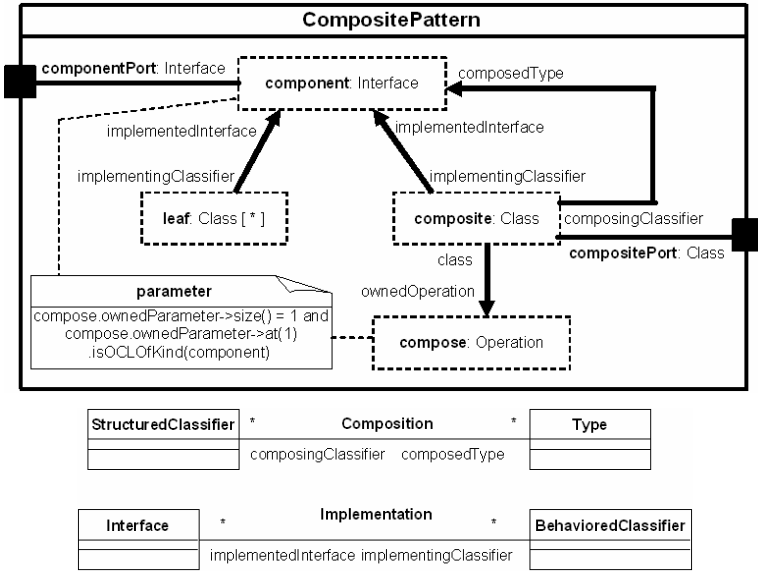 CompositePattern
componentPort: Interface
component: Interface
composedType
implementedInterface
implementedInterface
implementingClassifier
implementingClassifier
leaf: Class [ * ]
composite: Class
composingClassifier
compositePort: Class
class
ownedOperation
parameter
compose.ownedParameter->size() = 1 and
compose.ownedParameter->at(1)
.isOCLOfKind(component)
compose: Operation
StructuredClassifier * Composition * Type
composingClassifier composedType
Interface * Implementation * BehavioredClassifier
implementedInterface implementingClassifier